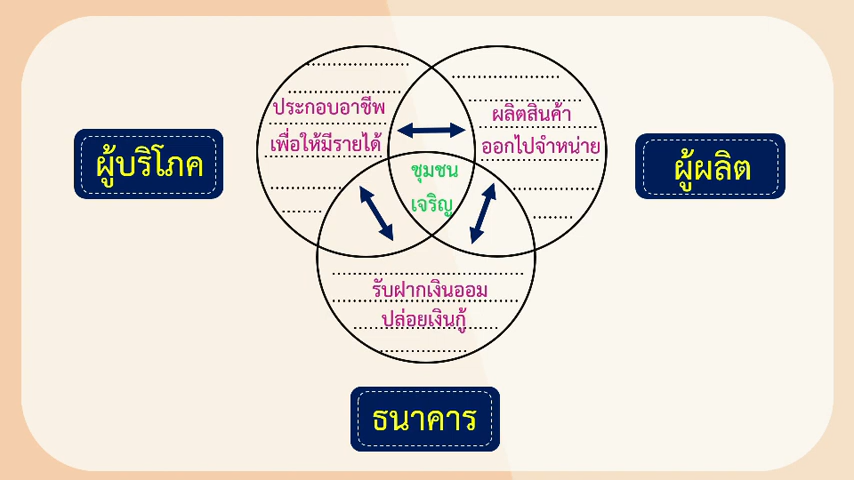 ประกอบอาชีพ
เพื่อให้มีรายได้
ผลิตสินค้า
ออกไปจำหน่าย
ผู้บริโภค
ชุมชน
เจริญ
ผู้ผลิต
รับฝากเงินออม
ปล่อยเงินกู้
ธนาคาร